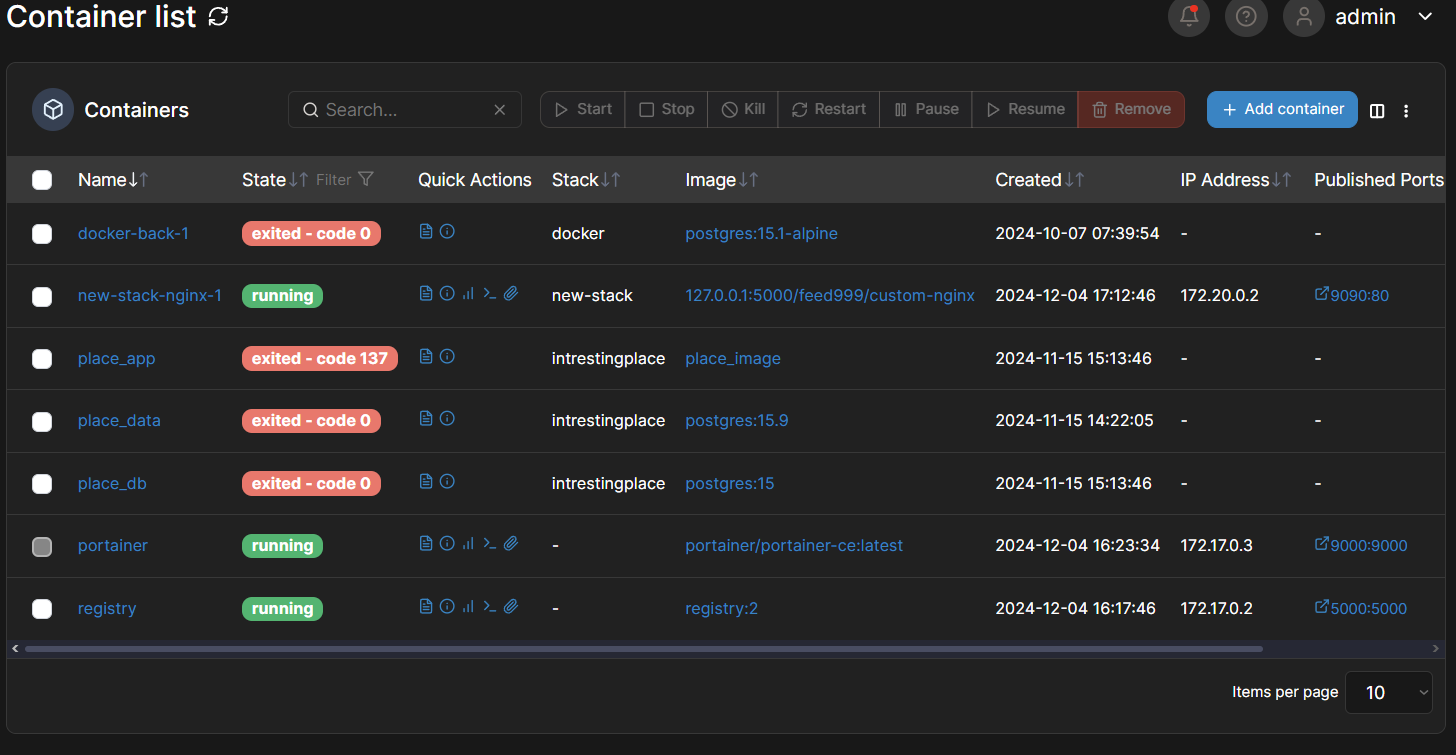 Container list
admin
Containers Search... Start Stop Kill Restart Pause Resume Remove + Add container
Name State Filter Quick Actions Stack Image Created IP Address Published Ports
docker-back-1 exited - code 0 docker postgres:15.1-alpine 2024-10-07 07:39:54 - -
new-stack-nginx-1 running new-stack 127.0.0.1:5000/feed999/custom-nginx 2024-12-04 17:12:46 172.20.0.2 9090:80
place_app exited - code 137 intrestingplace place_image 2024-11-15 15:13:46 - -
place_data exited - code 0 intrestingplace postgres:15.9 2024-11-15 14:22:05 - -
place_db exited - code 0 intrestingplace postgres:15 2024-11-15 15:13:46 - -
portainer running - portainer/portainer-ce:latest 2024-12-04 16:23:34 172.17.0.3 9000:9000
registry running - registry:2 2024-12-04 16:17:46 172.17.0.2 5000:5000
Items per page 10